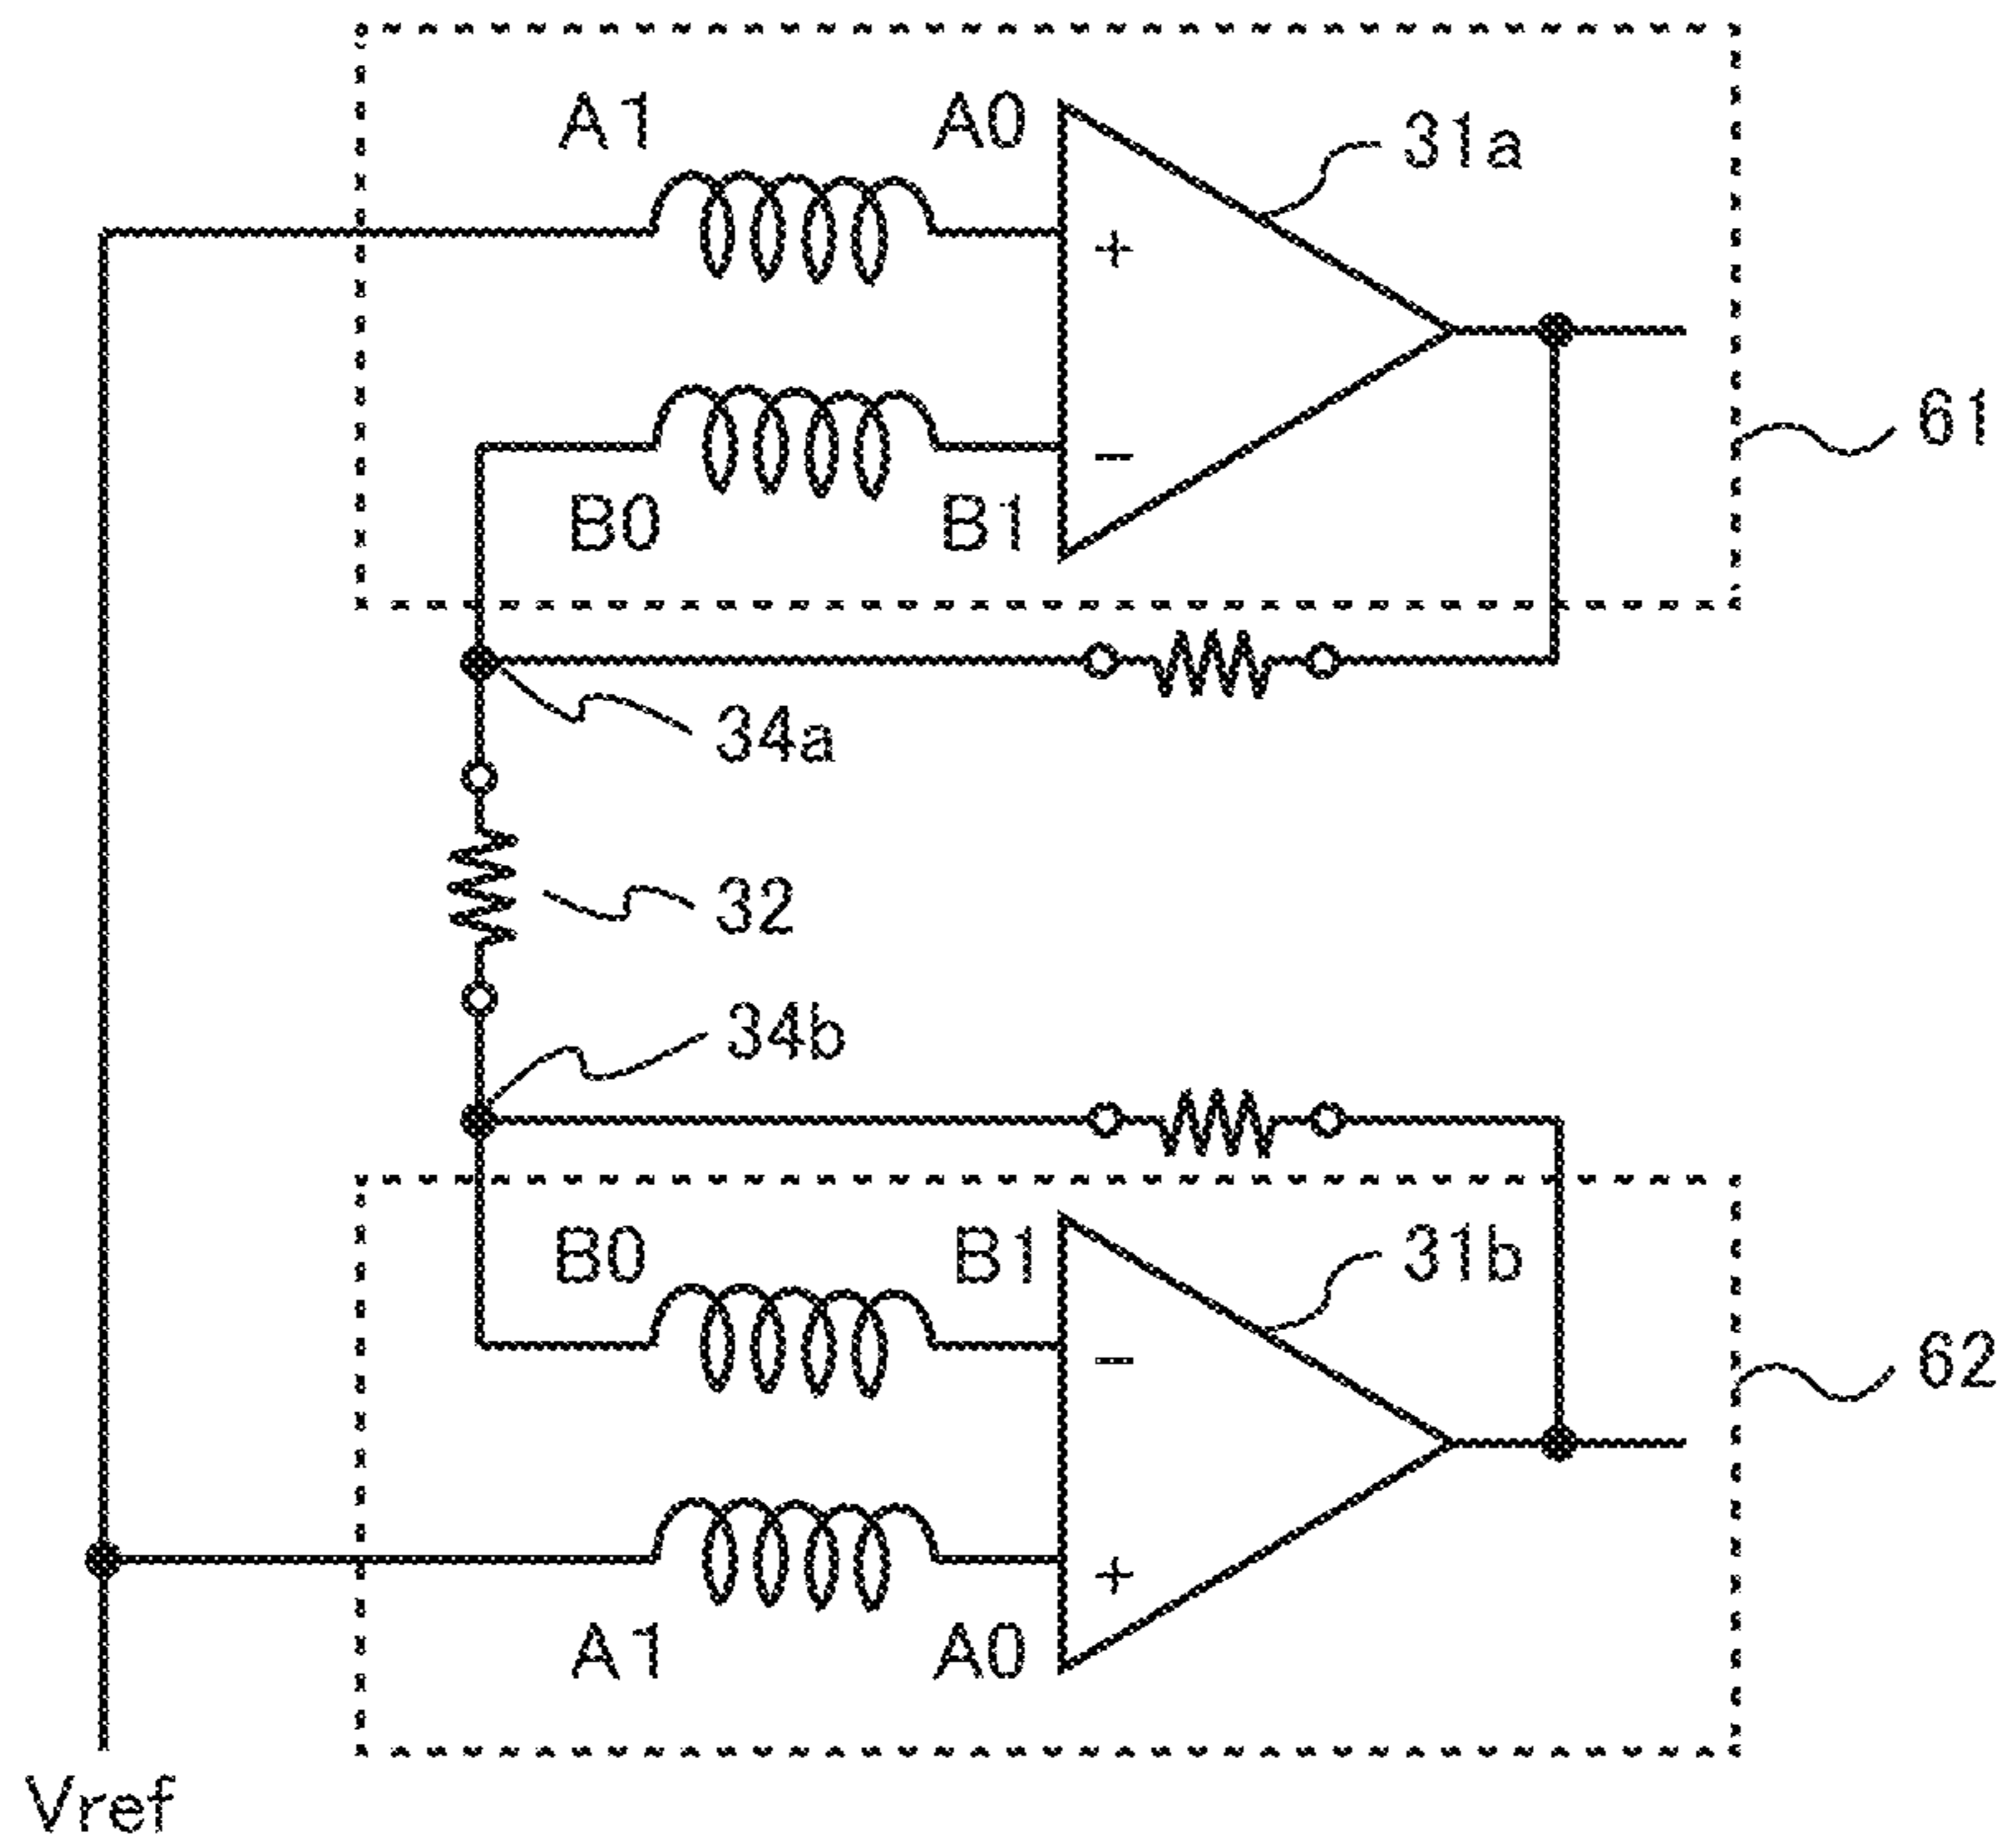 A1 A0 31a
+
61
−
B0 B1
34a
32
34b
B0 B1 31b
−
62
+
A1 A0
Vref